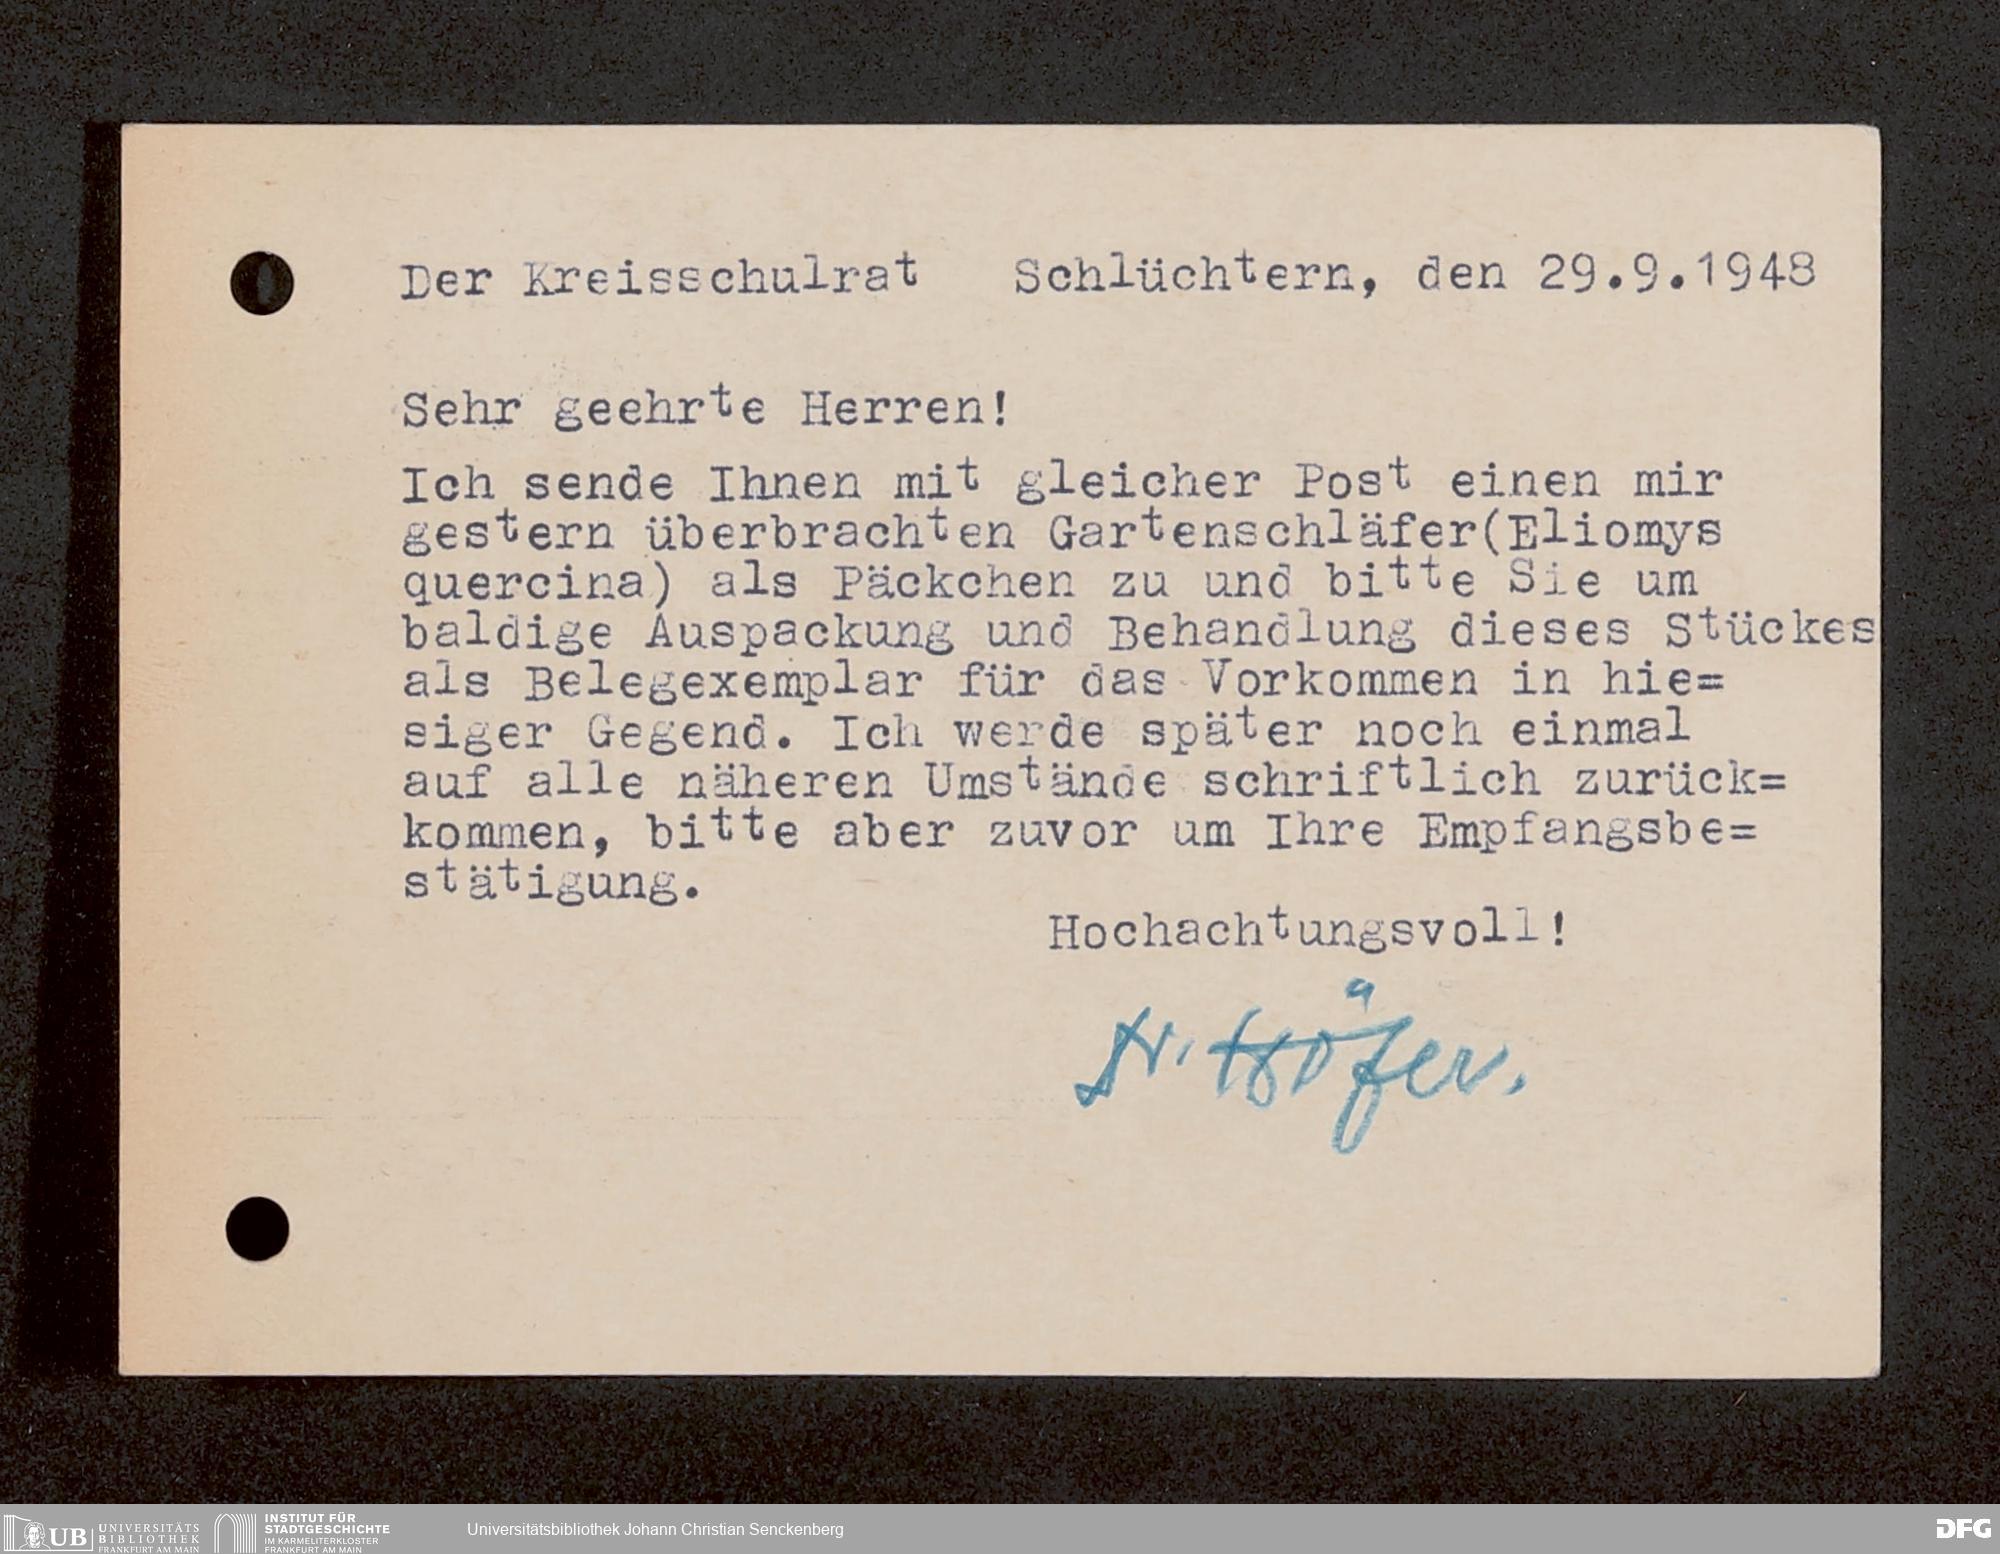 Der Kreisschulrat Schlüchtern, den 29.9.1948
Sehr geehrte Herren!
Ich sende Ihnen mit gleicher Post einen mir
gestern überbrachten Gartenschläfer(Eliomys
quercina) als Päckchen zu und bitte Sie um
baldige Auspackung und Behandlung dieses Stückes
als Belegexemplar für das Vorkommen in hie=
siger Gegend. Ich werde später noch einmal
auf alle näheren Umstände schriftlich zurück=
kommen, bitte aber zuvor um Ihre Empfangsbe=
stätigung.
Hochachtungsvoll!
Dr. Höfer.
UB UNIVERSITÄTS
BIBLIOTHEK
FRANKFURT AM MAIN
INSTITUT FÜR
STADTGESCHICHTE
IM KARMELITERKLOSTER
FRANKFURT AM MAIN
Universitätsbibliothek Johann Christian Senckenberg
DFG